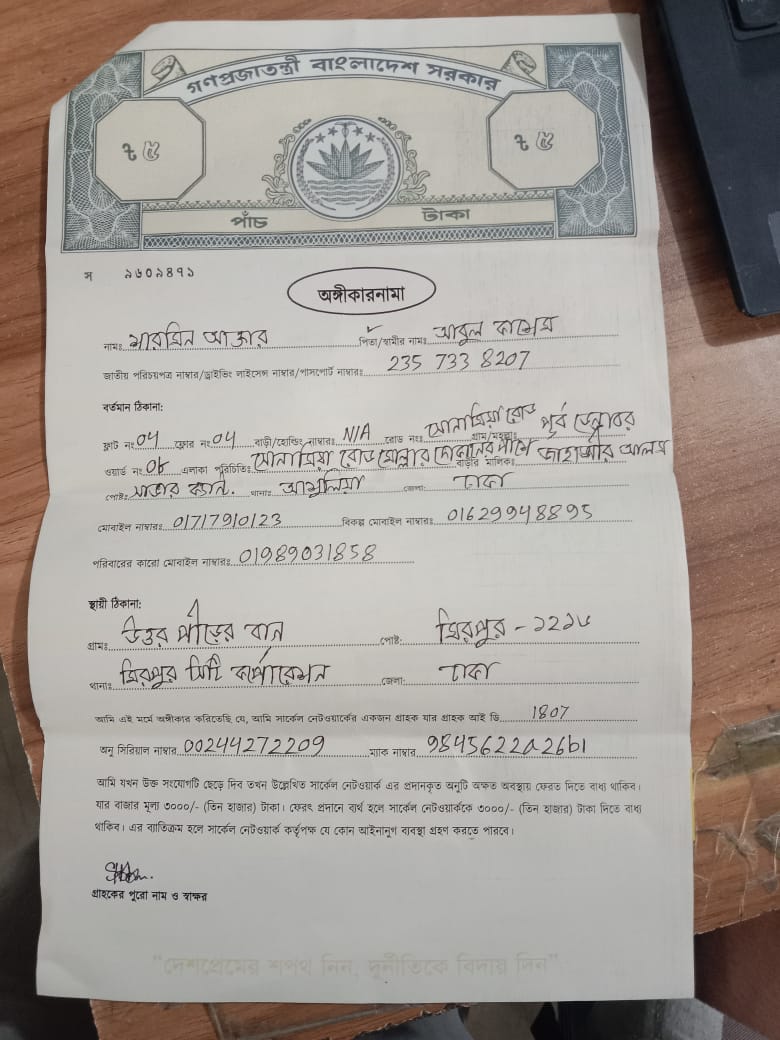 গণপ্রজাতন্ত্রী বাংলাদেশ সরকার
৳ ৫ ৳ ৫
পাঁচ টাকা
স ৯৬০৯৪৭১
অঙ্গীকারনামা
নামঃ শারমিন আক্তার পিতা/স্বামীর নামঃ আবুল কাশেম
জাতীয় পরিচয়পত্র নাম্বার/ড্রাইভিং লাইসেন্স নাম্বার/পাসপোর্ট নাম্বারঃ 235 733 8207
বর্তমান ঠিকানা:
ফ্লাট নং 04 ফ্লোর নং 04 বাড়ী/হোল্ডিং নাম্বারঃ N/A রোড নং সোনামিয়া রোড গ্রাম/মহল্লাঃ পূর্ব ভেলাবর
ওয়ার্ড নং 08 এলাকা পরিচিতিঃ সোনামিয়া রোড মোল্লার দোকানের পাশে বাড়ীর মালিকঃ জাহাঙ্গীর আলম
পোষ্টঃ সাভার ক্যান্ট. থানাঃ আশুলিয়া জেলা: ঢাকা
মোবাইল নাম্বারঃ 01717910123 বিকল্প মোবাইল নাম্বারঃ 01629948895
পরিবারের কারো মোবাইল নাম্বারঃ 01989031858
স্থায়ী ঠিকানা:
গ্রামঃ উত্তর পীড়ের বাগ পোষ্ট: মিরপুর - ১২১৬
থানাঃ মিরপুর সিটি কর্পোরেশন জেলা: ঢাকা
আমি এই মর্মে অঙ্গীকার করিতেছি যে, আমি সার্কেল নেটওয়ার্কের একজন গ্রাহক যার গ্রাহক আই ডি 1807
অনু সিরিয়াল নাম্বার 00244272209 ম্যাক নাম্বার 9845622a26b1
আমি যখন উক্ত সংযোগটি ছেড়ে দিব তখন উল্লেখিত সার্কেল নেটওয়ার্ক এর প্রদানকৃত অনুটি অক্ষত অবস্থায় ফেরত দিতে বাধ্য থাকিব।
যার বাজার মূল্য ৩০০০/- (তিন হাজার) টাকা। ফেরৎ প্রদানে ব্যর্থ হলে সার্কেল নেটওয়ার্ককে ৩০০০/- (তিন হাজার) টাকা দিতে বাধ্য
থাকিব। এর ব্যতিক্রম হলে সার্কেল নেটওয়ার্ক কর্তৃপক্ষ যে কোন আইনানুগ ব্যবস্থা গ্রহণ করতে পারবে।
গ্রাহকের পুরো নাম ও স্বাক্ষর
"দেশপ্রেমের শপথ নিন, দুর্নীতিকে বিদায় দিন"